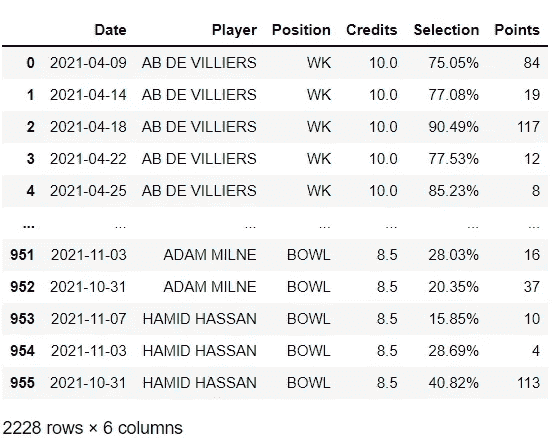 Date Player Position Credits Selection Points
0 2021-04-09 AB DE VILLIERS WK 10.0 75.05% 84
1 2021-04-14 AB DE VILLIERS WK 10.0 77.08% 19
2 2021-04-18 AB DE VILLIERS WK 10.0 90.49% 117
3 2021-04-22 AB DE VILLIERS WK 10.0 77.53% 12
4 2021-04-25 AB DE VILLIERS WK 10.0 85.23% 8
... ... ... ... ... ... ...
951 2021-11-03 ADAM MILNE BOWL 8.5 28.03% 16
952 2021-10-31 ADAM MILNE BOWL 8.5 20.35% 37
953 2021-11-07 HAMID HASSAN BOWL 8.5 15.85% 10
954 2021-11-03 HAMID HASSAN BOWL 8.5 28.69% 4
955 2021-10-31 HAMID HASSAN BOWL 8.5 40.82% 113
2228 rows × 6 columns